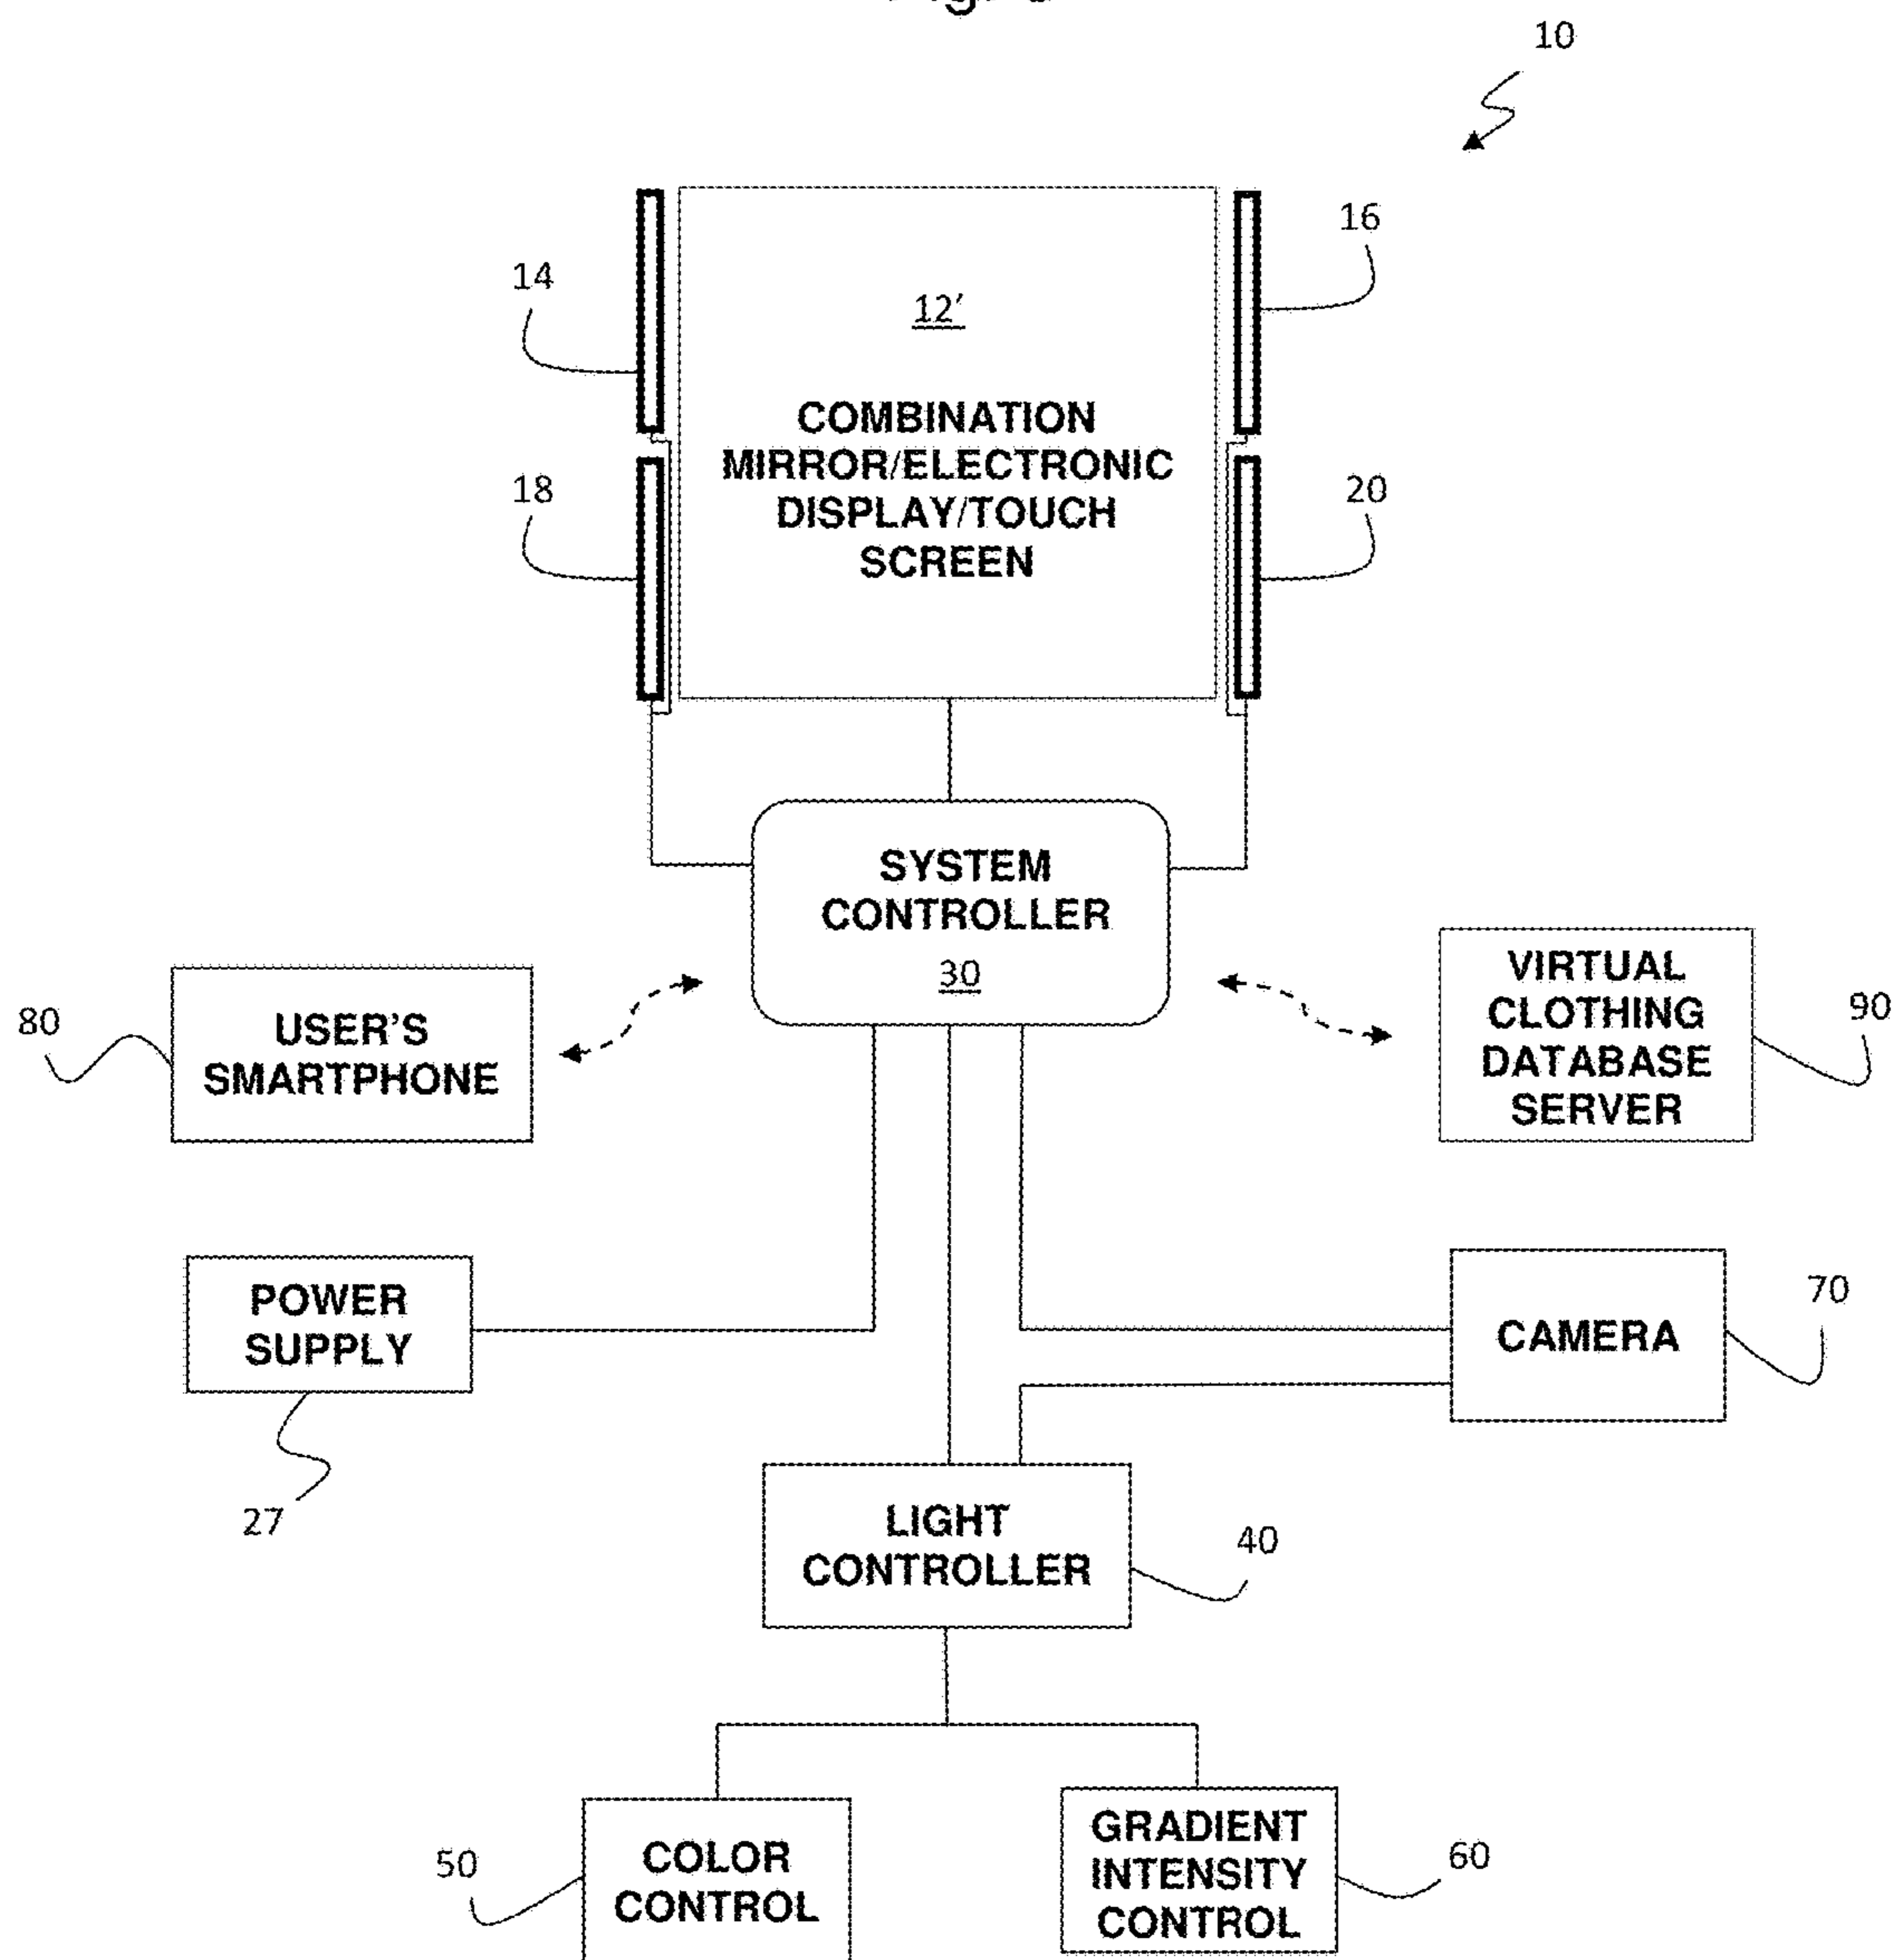 10
16
14
12'
COMBINATION
MIRROR/ELECTRONIC
DISPLAY/TOUCH
SCREEN
18
20
SYSTEM
CONTROLLER
30
80
USER'S
SMARTPHONE
VIRTUAL
CLOTHING
DATABASE
SERVER
90
POWER
SUPPLY
27
CAMERA
70
LIGHT
CONTROLLER
40
50
COLOR
CONTROL
GRADIENT
INTENSITY
CONTROL
60